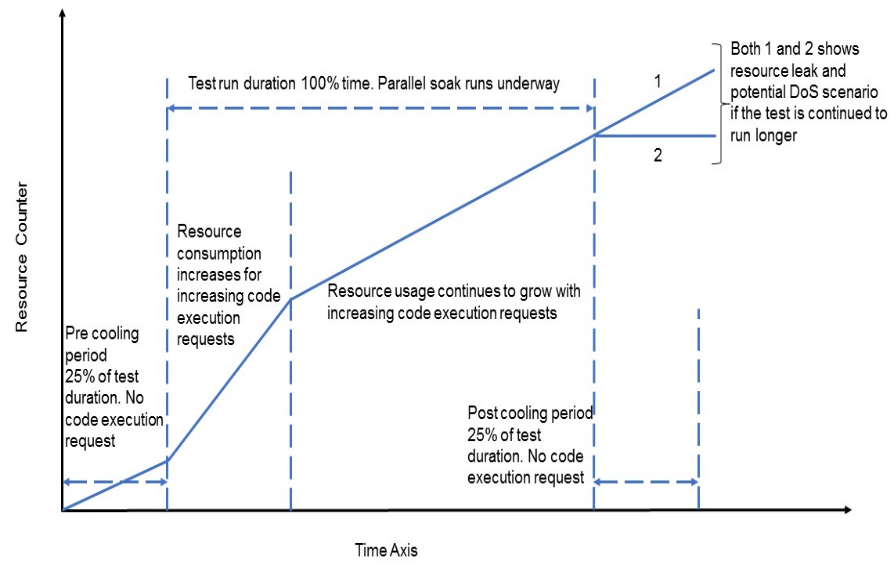 Test run duration 100% time. Parallel soak runs underway
1
2
Both 1 and 2 shows
resource leak and
potential DoS scenario
if the test is continued to
run longer
Resource Counter
Resource
consumption
increases for
increasing code
execution
requests
Resource usage continues to grow with
increasing code execution requests
Pre cooling
period
25% of test
duration. No
code execution
request
Post cooling period
25% of test
duration. No code
execution request
Time Axis